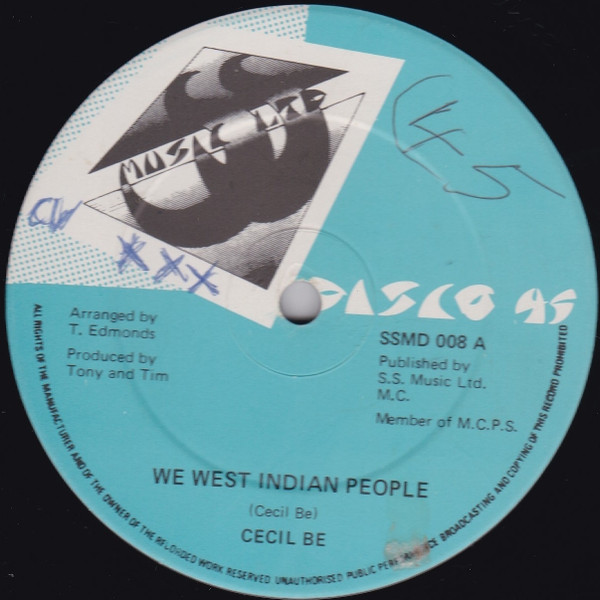 MUSIC LTD
45
XXX
DISCO 45
Arranged by
T. Edmonds
Produced by
Tony and Tim
SSMD 008 A
Published by
S.S. Music Ltd.
M.C.
Member of M.C.P.S.
WE WEST INDIAN PEOPLE
(Cecil Be)
CECIL BE
ALL RIGHTS OF THE MANUFACTURER AND OF THE OWNER OF THE RECORDED WORK RESERVED UNAUTHORISED PUBLIC PERFORMANCE BROADCASTING AND COPYING OF THIS RECORD PROHIBITED